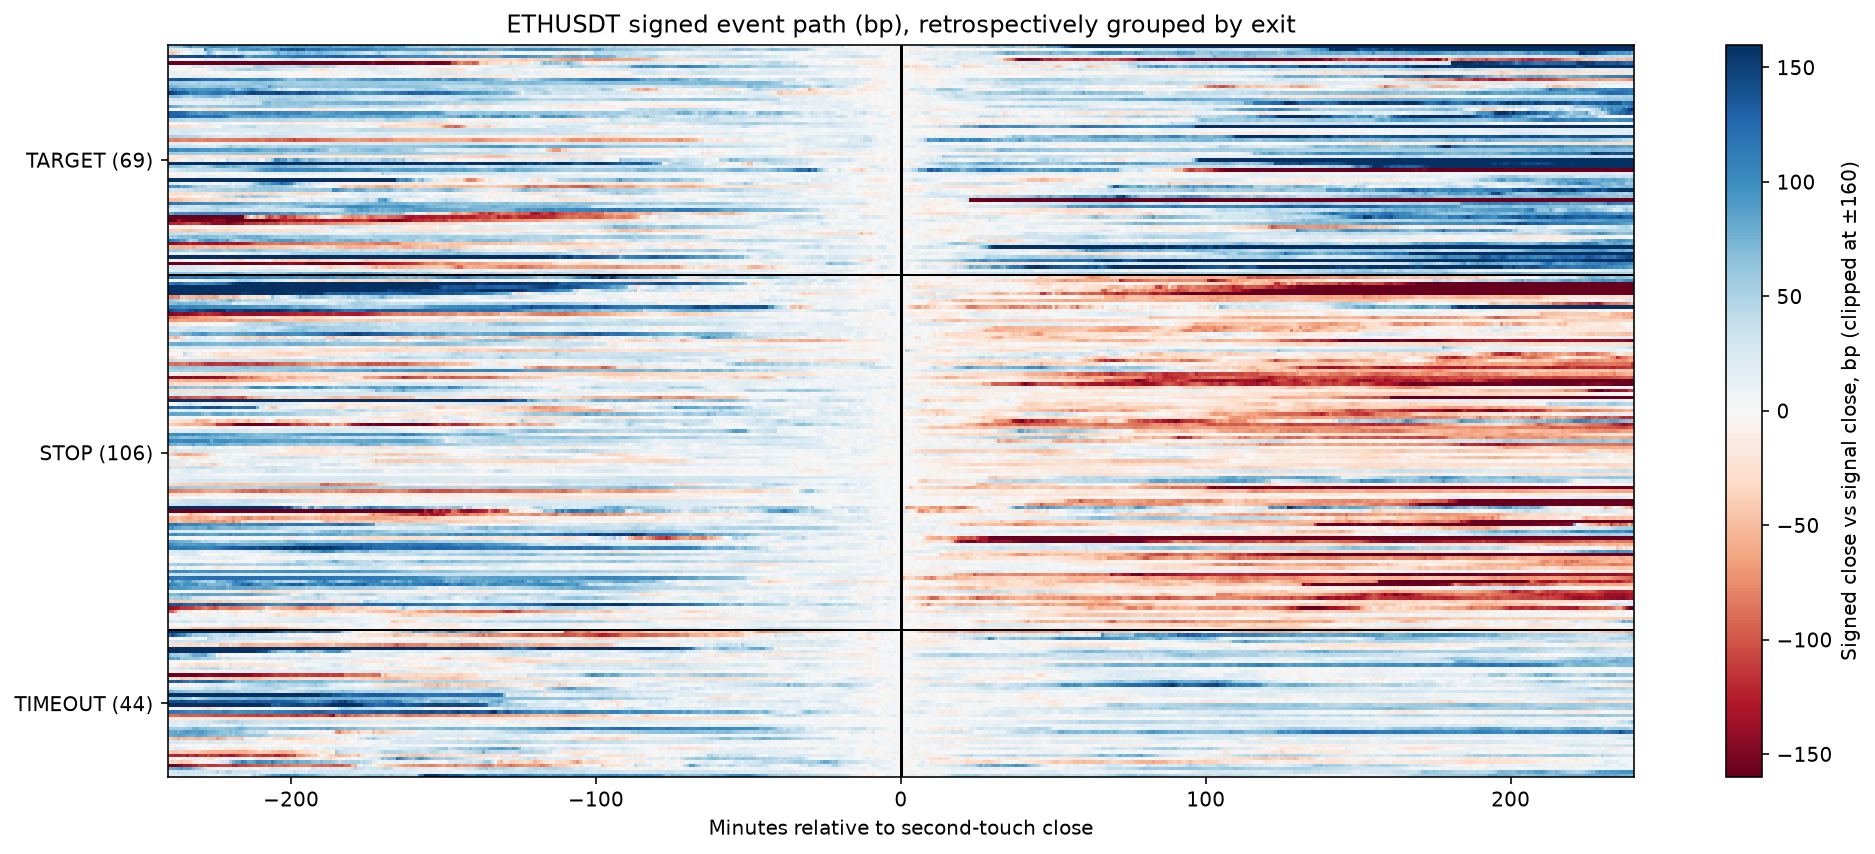 ETHUSDT signed event path (bp), retrospectively grouped by exit
TARGET (69)
STOP (106)
TIMEOUT (44)
−200
−100
0
100
200
Minutes relative to second-touch close
150
100
50
0
−50
−100
−150
Signed close vs signal close, bp (clipped at ±160)